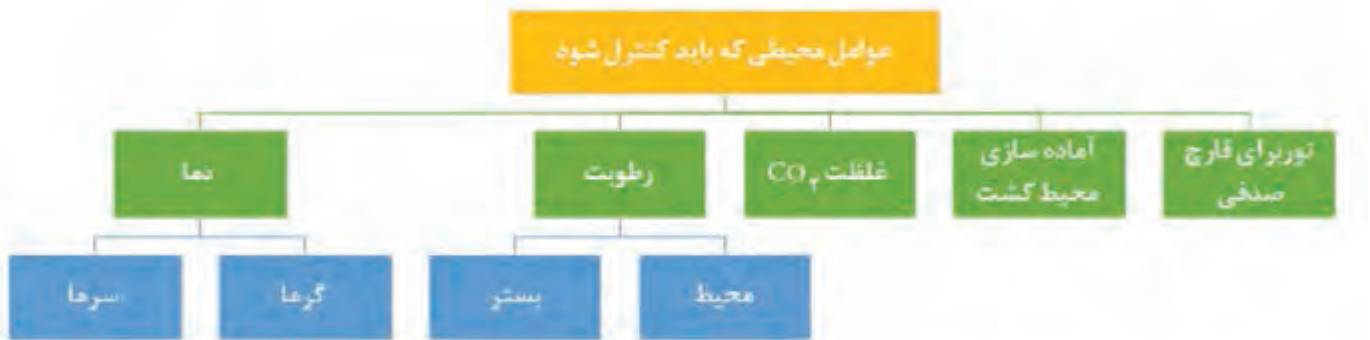 عوامل محیطی که باید کنترل شود
نور برای قارچ
صدفی
آماده سازی
محیط کشت
غلظت CO₂
رطوبت
دما
محیط
بستر
گرما
سرما